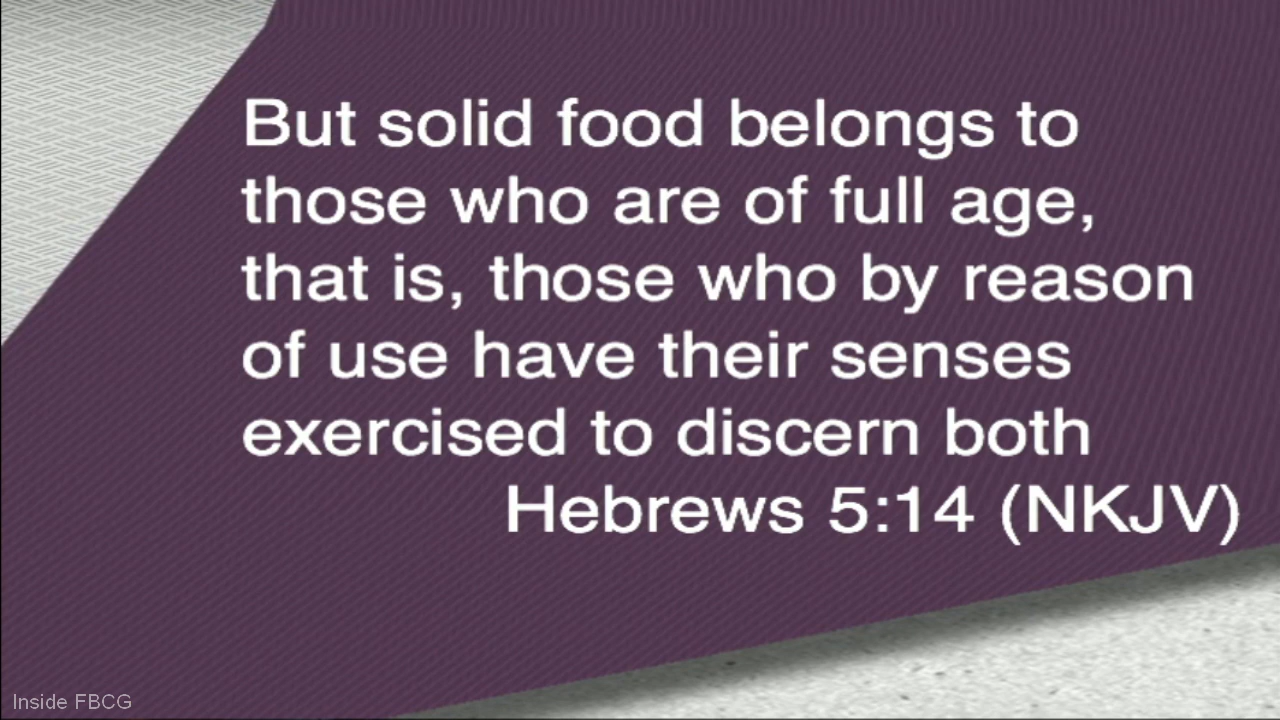 But solid food belongs to
those who are of full age,
that is, those who by reason
of use have their senses
exercised to discern both
Hebrews 5:14 (NKJV)
Inside FBCG